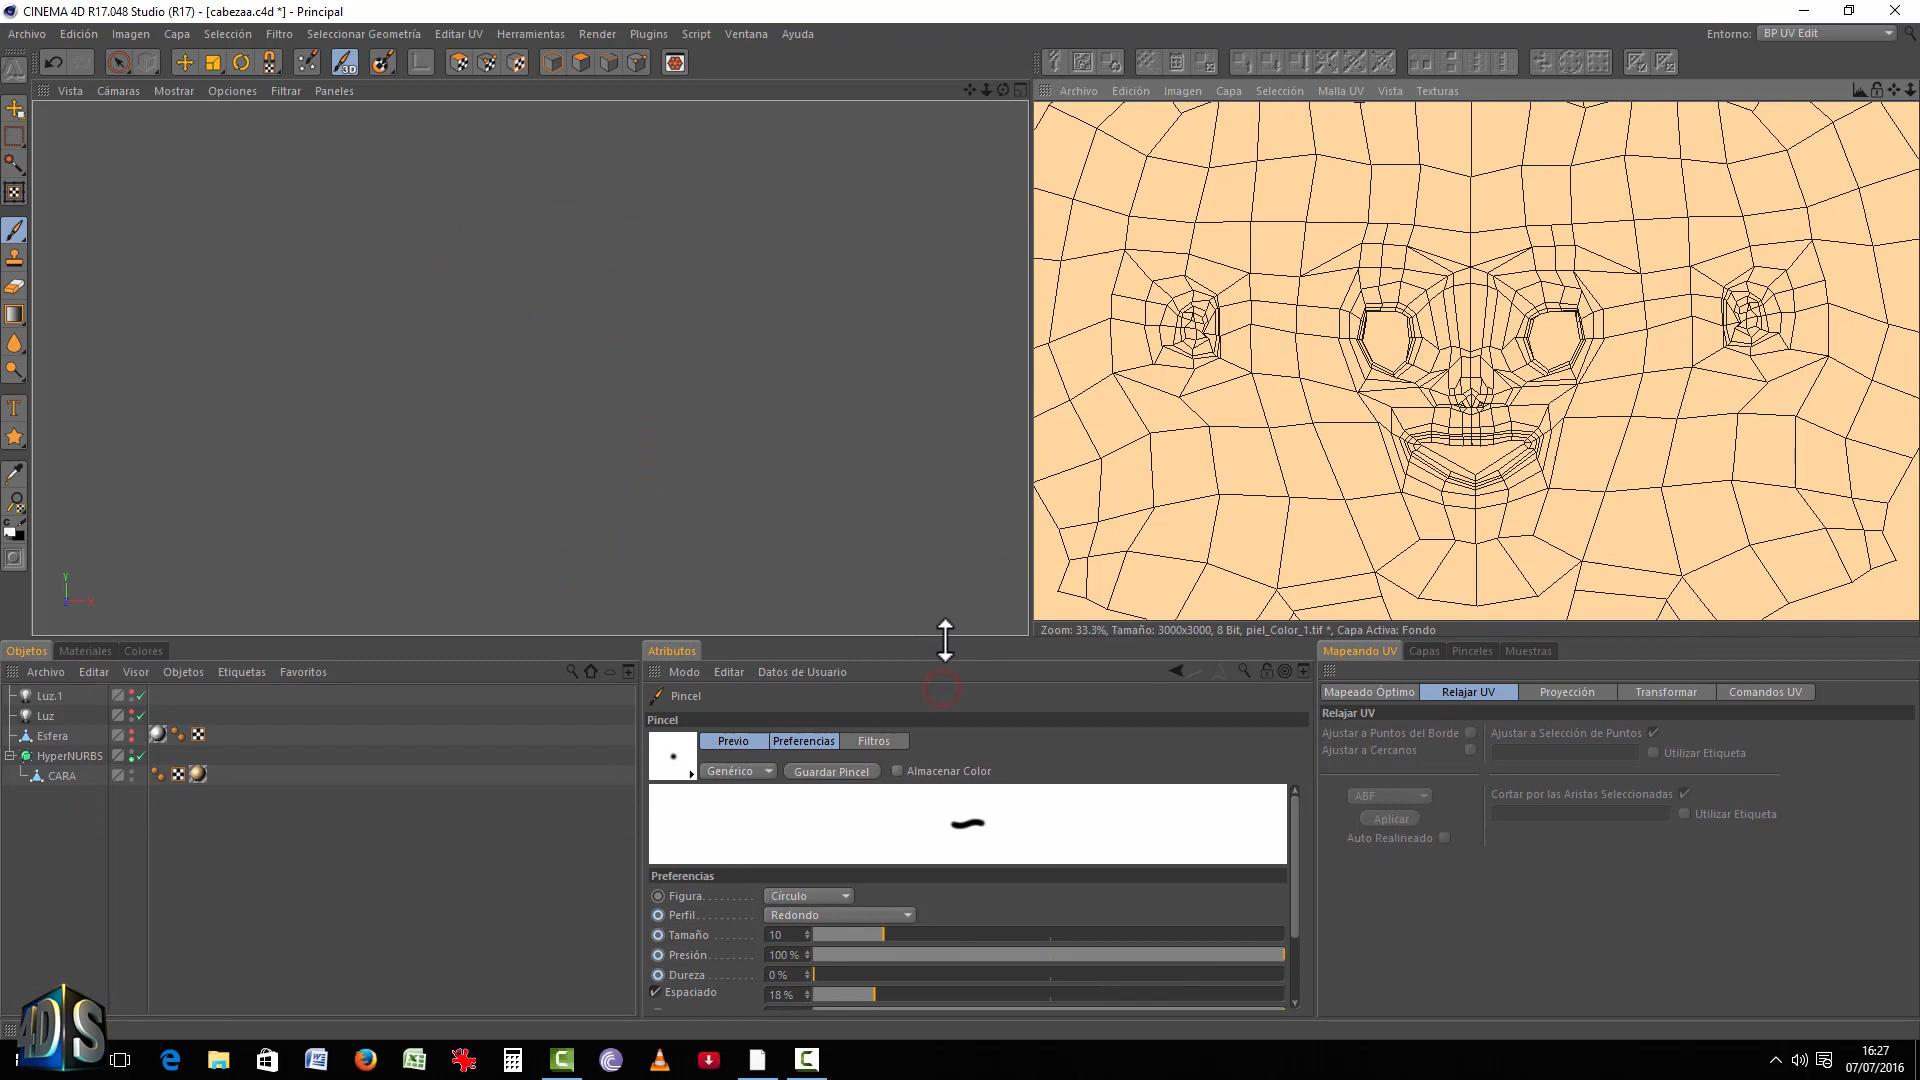 CINEMA 4D R17.048 Studio (R17) - [cabezaa.c4d *] - Principal
Archivo Edición Imagen Capa Selección Filtro Seleccionar Geometría Editar UV Herramientas Render Plugins Script Ventana Ayuda
Entorno: BP UV Edit
3D
Vista Cámaras Mostrar Opciones Filtrar Paneles
Archivo Edición Imagen Capa Selección Malla UV Vista Texturas
Y
X
Zoom: 33.3%, Tamaño: 3000x3000, 8 Bit, piel_Color_1.tif *, Capa Activa: Fondo
Objetos Materiales Colores
Archivo Editar Visor Objetos Etiquetas Favoritos
Luz.1
Luz
Esfera
HyperNURBS
CARA
Atributos
Modo Editar Datos de Usuario
Pincel
Pincel
Previo Preferencias Filtros
Genérico Guardar Pincel Almacenar Color
Preferencias
Figura Círculo
Perfil Redondo
Tamaño 10
Presión 100 %
Dureza 0 %
Espaciado 18 %
Mapeando UV Capas Pinceles Muestras
Mapeado Óptimo Relajar UV Proyección Transformar Comandos UV
Relajar UV
Ajustar a Puntos del Borde Ajustar a Selección de Puntos
Ajustar a Cercanos Utilizar Etiqueta
ABF Cortar por las Aristas Seleccionadas
Aplicar Utilizar Etiqueta
Auto Realineado
4DS
16:27
07/07/2016